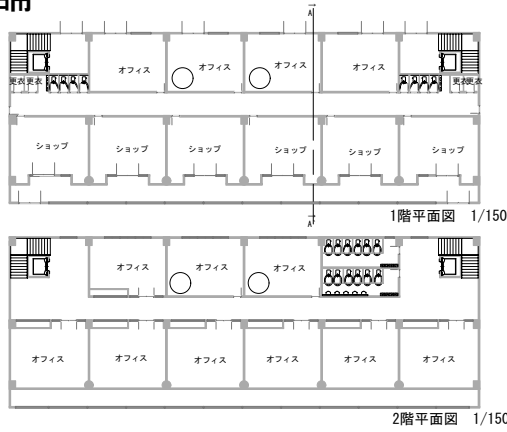 A
オフィス オフィス オフィス オフィス
更衣 更衣 更衣 更衣
ショップ ショップ ショップ ショップ ショップ ショップ
A'
1階平面図 1/150
オフィス オフィス オフィス
オフィス オフィス オフィス オフィス オフィス オフィス
2階平面図 1/150